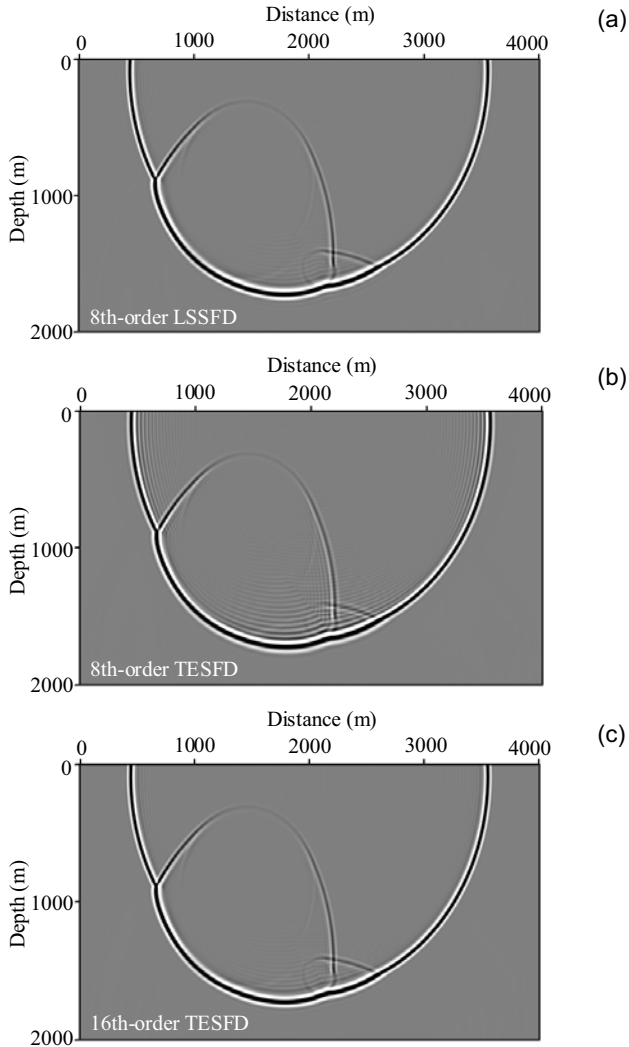 Distance (m)
(a)
0 1000 2000 3000 4000
0
1000
2000
Depth (m)
8th-order LSSFD
Distance (m)
(b)
0 1000 2000 3000 4000
0
1000
2000
Depth (m)
8th-order TESFD
Distance (m)
(c)
0 1000 2000 3000 4000
0
1000
2000
Depth (m)
16th-order TESFD